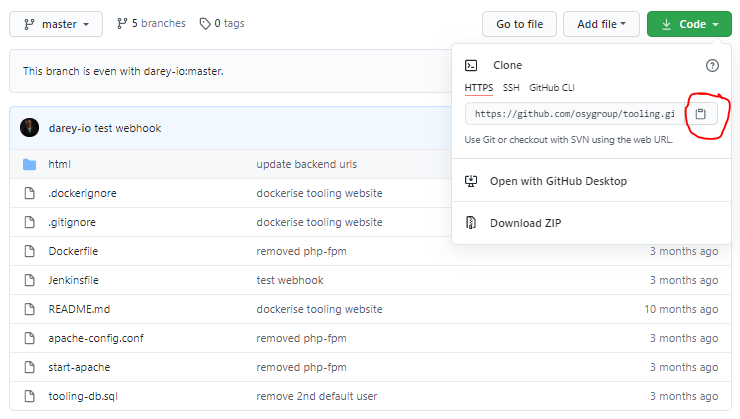 master
5 branches
0 tags
Go to file
Add file
Code
This branch is even with darey-io:master.
Clone
HTTPS SSH GitHub CLI
https://github.com/osygroup/tooling.gi
Use Git or checkout with SVN using the web URL.
Open with GitHub Desktop
Download ZIP
darey-io test webhook
html update backend urls
.dockerignore dockerise tooling website
.gitignore dockerise tooling website
Dockerfile removed php-fpm 3 months ago
Jenkinsfile test webhook 3 months ago
README.md dockerise tooling website 10 months ago
apache-config.conf removed php-fpm 3 months ago
start-apache removed php-fpm 3 months ago
tooling-db.sql remove 2nd default user 3 months ago